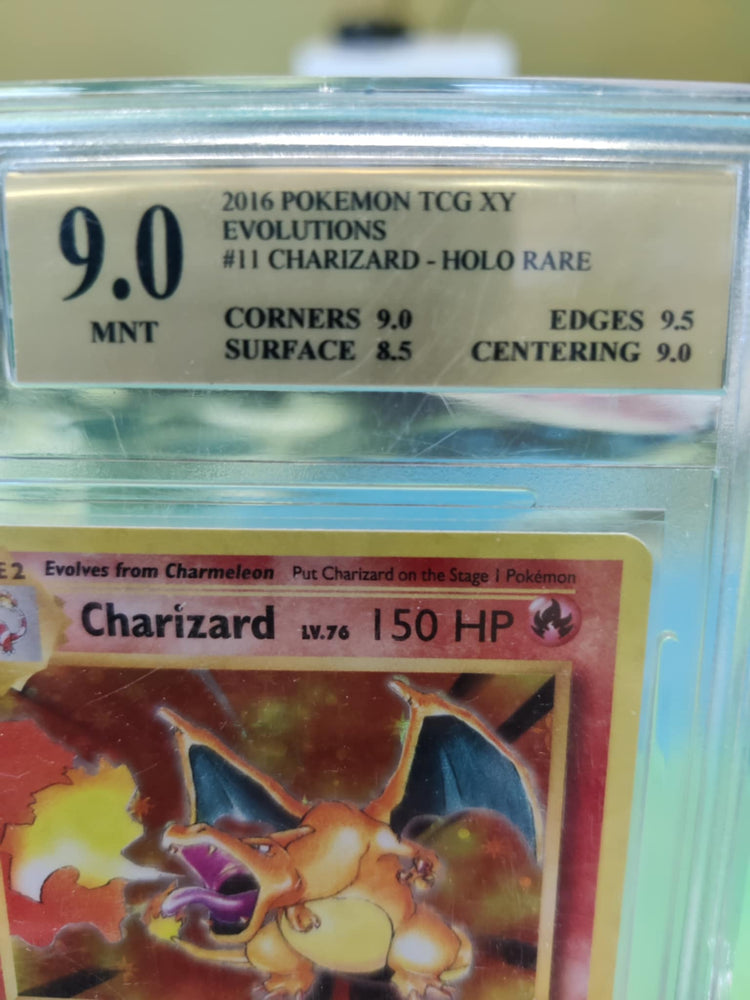 9.0
MNT
2016 POKEMON TCG XY
EVOLUTIONS
#11 CHARIZARD - HOLO RARE
CORNERS 9.0 EDGES 9.5
SURFACE 8.5 CENTERING 9.0
E 2 Evolves from Charmeleon Put Charizard on the Stage 1 Pokémon
Charizard LV.76 150 HP